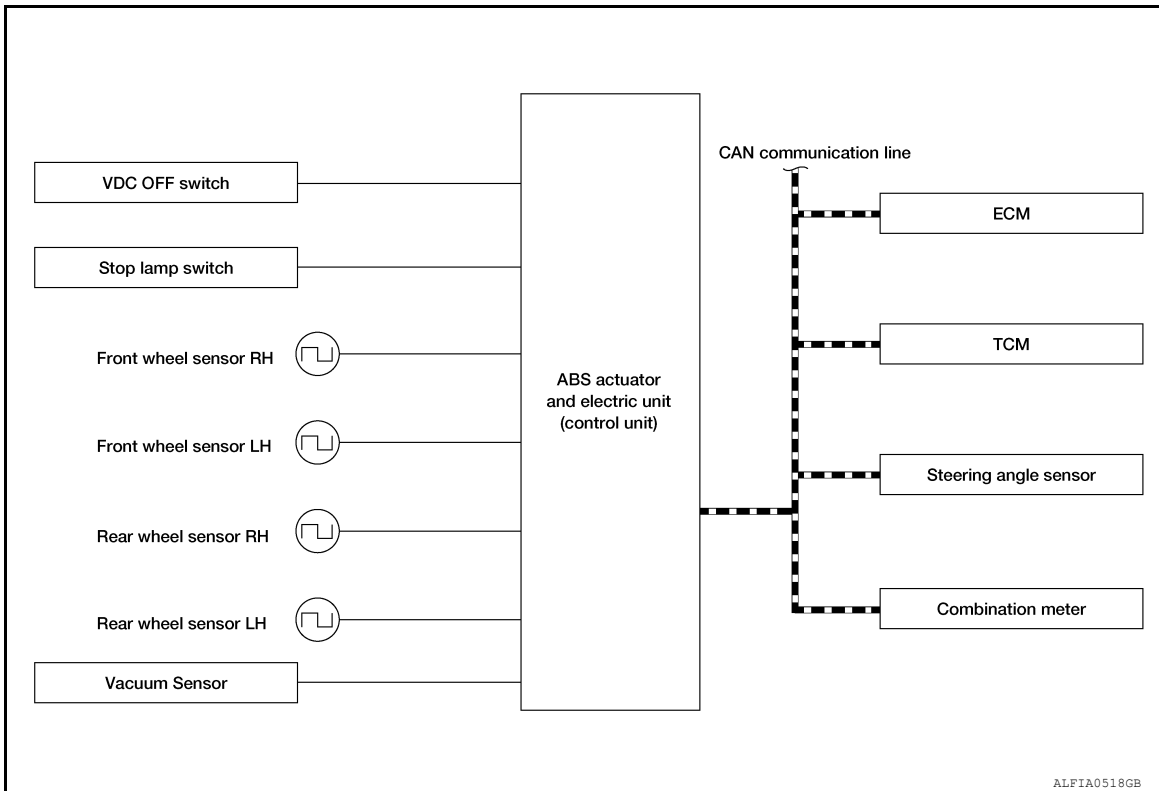 CAN communication line
VDC OFF switch
ECM
Stop lamp switch
TCM
Front wheel sensor RH
ABS actuator
and electric unit
(control unit)
Front wheel sensor LH
Steering angle sensor
Rear wheel sensor RH
Combination meter
Rear wheel sensor LH
Vacuum Sensor
ALFIA0518GB